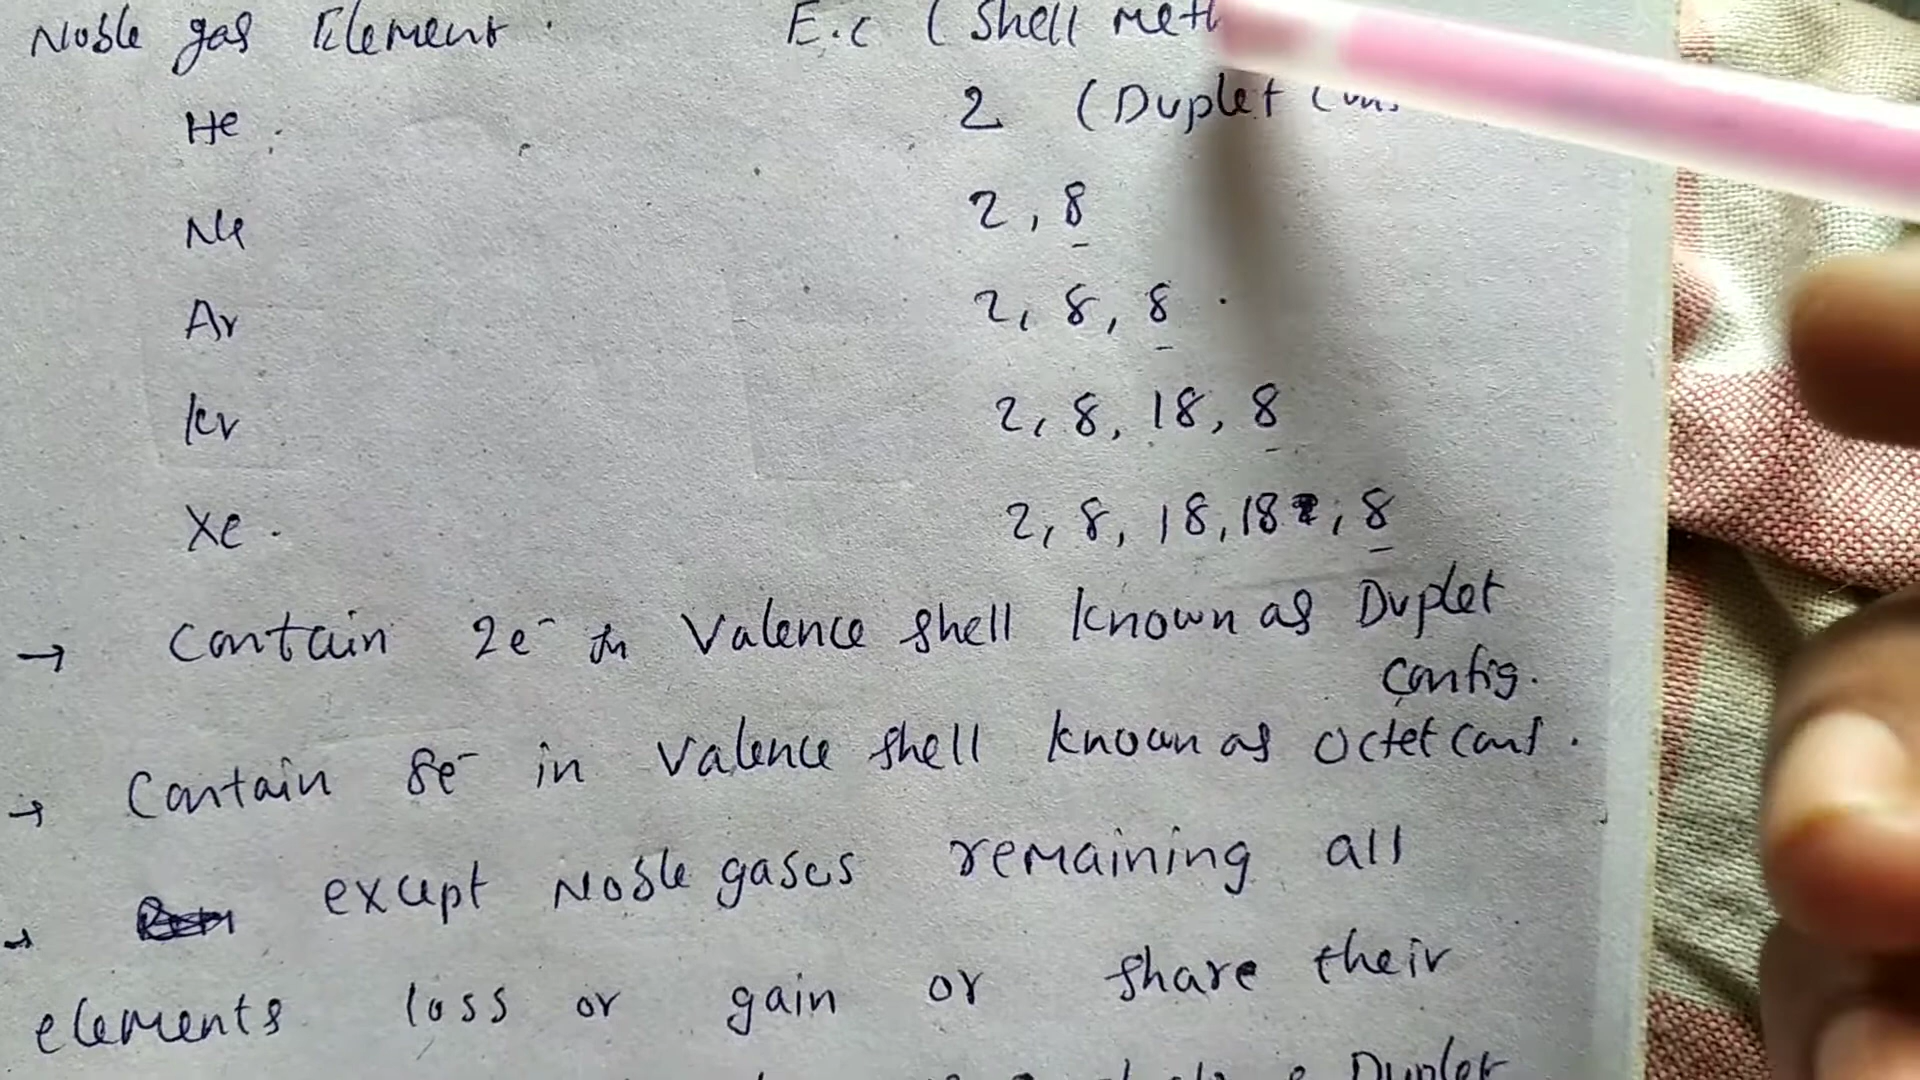 Noble gas Element. E.c (Shell
He. 2 (Duplet
Ne 2, 8
Ar 2, 8, 8.
Kr 2, 8, 18, 8
Xe. 2, 8, 18, 18, 8
→ Contain 2e⁻ in Valence shell known as Duplet
config.
→ Contain 8e⁻ in Valence shell known as octet conf.
→ except Noble gases remaining all
elements loss or gain or share their
Duplet